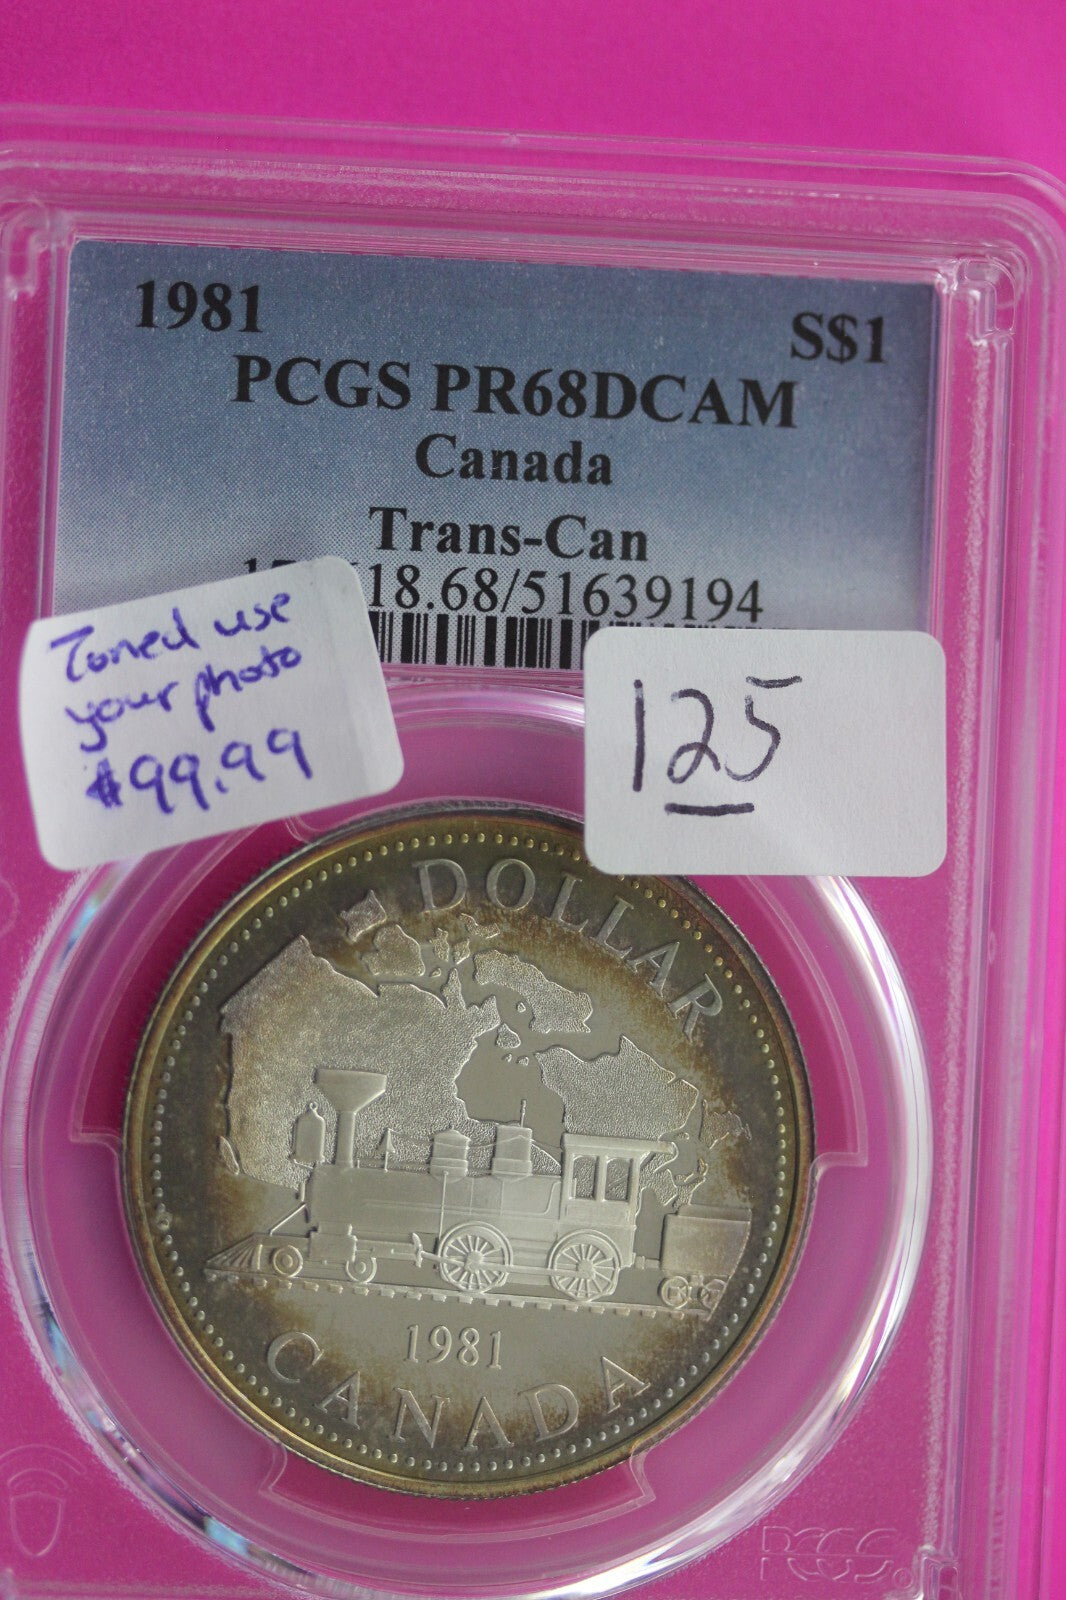 1981
S$1
PCGS PR68DCAM
Canada
Trans-Can
18.68/51639194
Toned use
your photo
$99.99
125
DOLLAR
1981
CANADA
PCGS